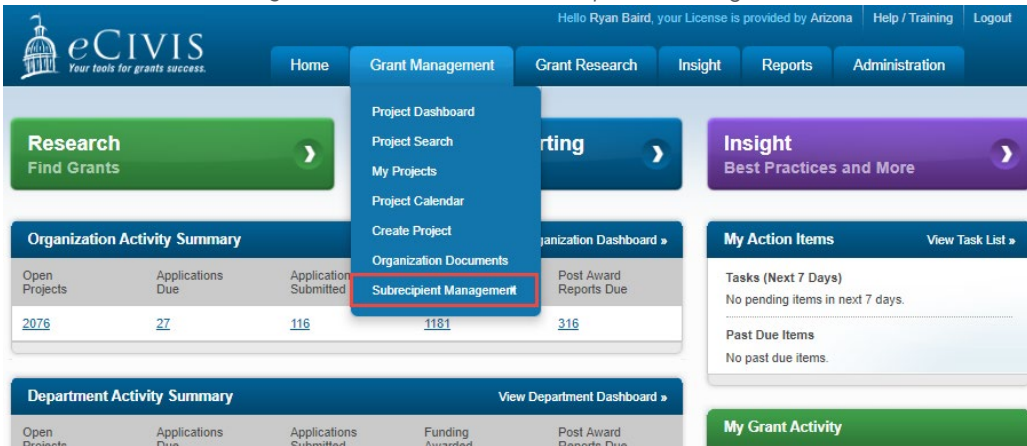 Hello Ryan Baird, your License is provided by Arizona Help / Training Logout
eCIVIS
Your tools for grants success.
Home Grant Management Grant Research Insight Reports Administration
Project Dashboard
Project Search
My Projects
Project Calendar
Create Project
Organization Documents
Subrecipient Management
Research
Find Grants
rting
Insight
Best Practices and More
Organization Activity Summary
ganization Dashboard »
Open Projects
Applications Due
Application Submitted
Post Award Reports Due
2076 27 116 1181 316
My Action Items View Task List »
Tasks (Next 7 Days)
No pending items in next 7 days.
Past Due Items
No past due items.
Department Activity Summary View Department Dashboard »
Open Applications Applications Funding Post Award
Projects Due Submitted Awarded Reports Due
My Grant Activity